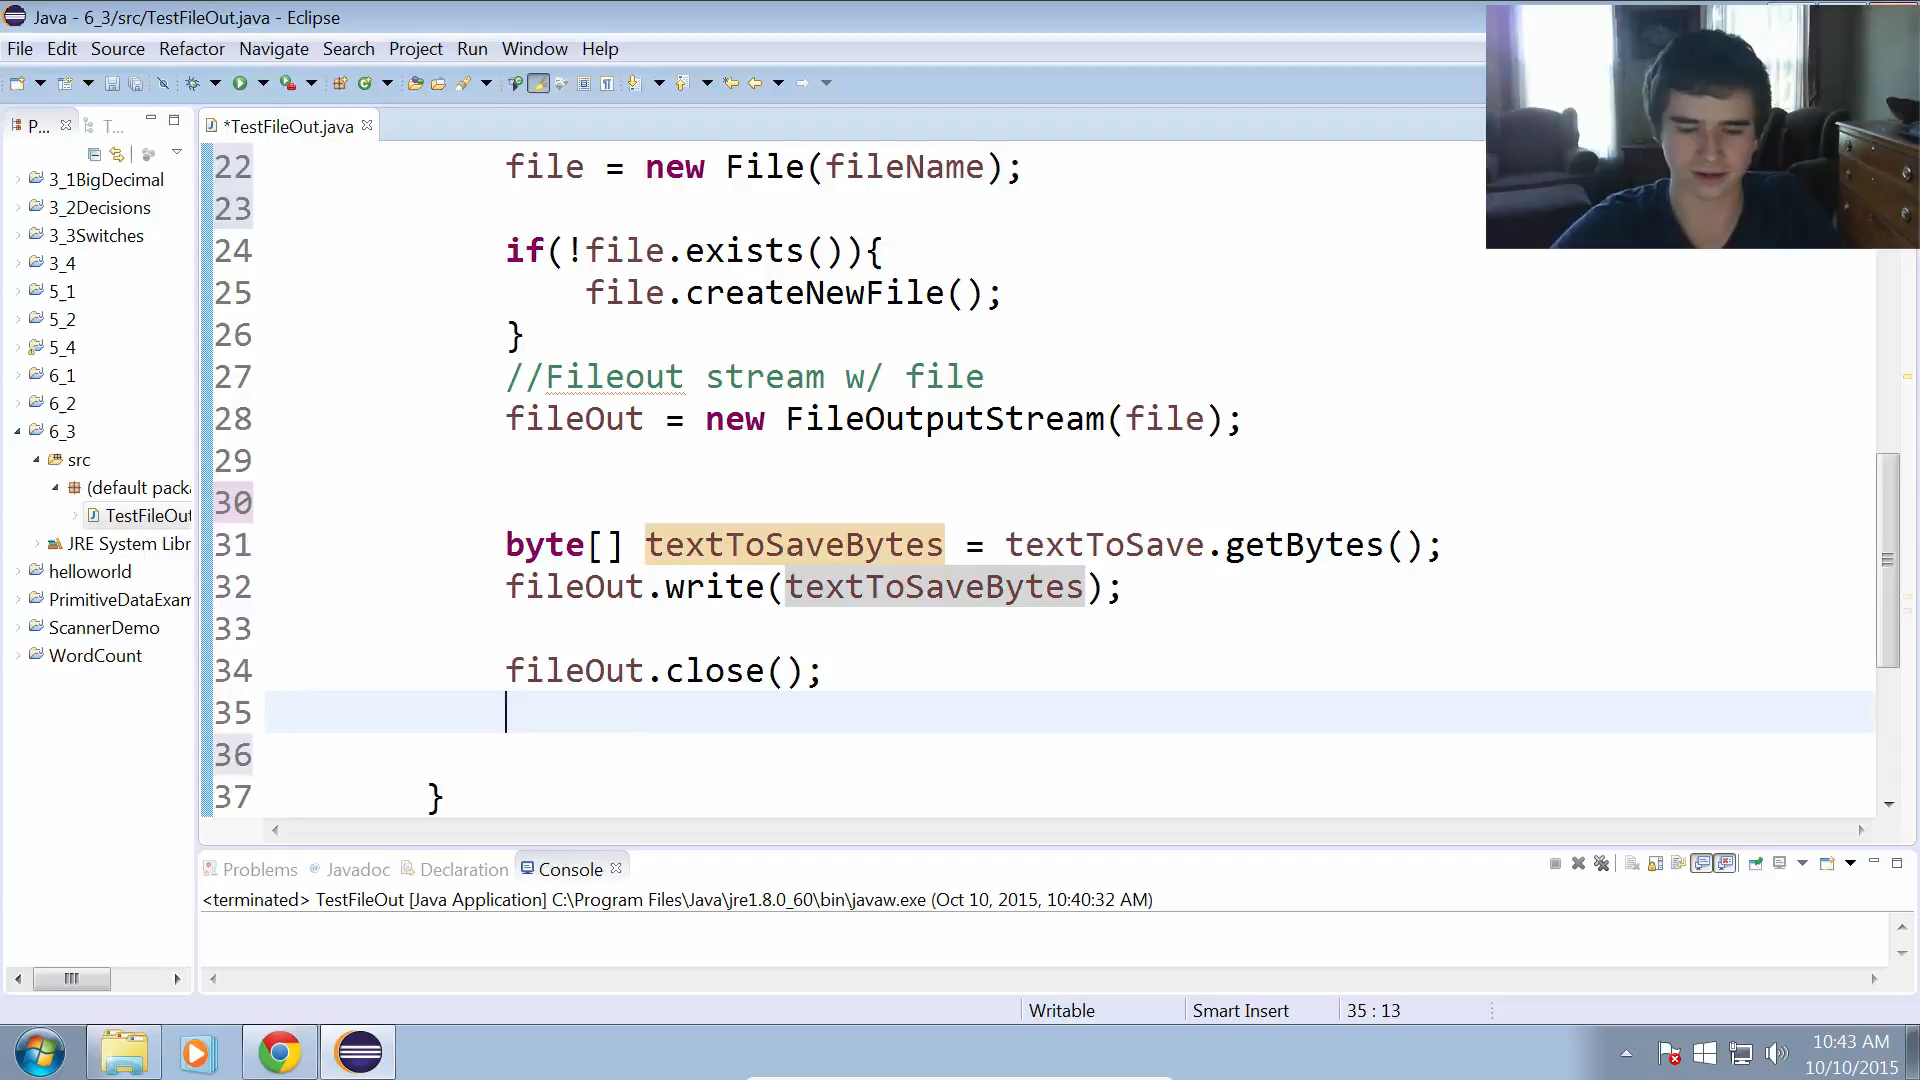 Java - 6_3/src/TestFileOut.java - Eclipse
File Edit Source Refactor Navigate Search Project Run Window Help
P... T...
*TestFileOut.java
3_1BigDecimal
3_2Decisions
3_3Switches
3_4
5_1
5_2
5_4
6_1
6_2
6_3
src
(default pack
TestFileOut
JRE System Libr
helloworld
PrimitiveDataExam
ScannerDemo
WordCount
22 file = new File(fileName);
23
24 if(!file.exists()){
25 file.createNewFile();
26 }
27 //Fileout stream w/ file
28 fileOut = new FileOutputStream(file);
29
30
31 byte[] textToSaveBytes = textToSave.getBytes();
32 fileOut.write(textToSaveBytes);
33
34 fileOut.close();
35
36
37 }
Problems @ Javadoc Declaration Console
<terminated> TestFileOut [Java Application] C:\Program Files\Java\jre1.8.0_60\bin\javaw.exe (Oct 10, 2015, 10:40:32 AM)
Writable Smart Insert 35 : 13
10:43 AM
10/10/2015